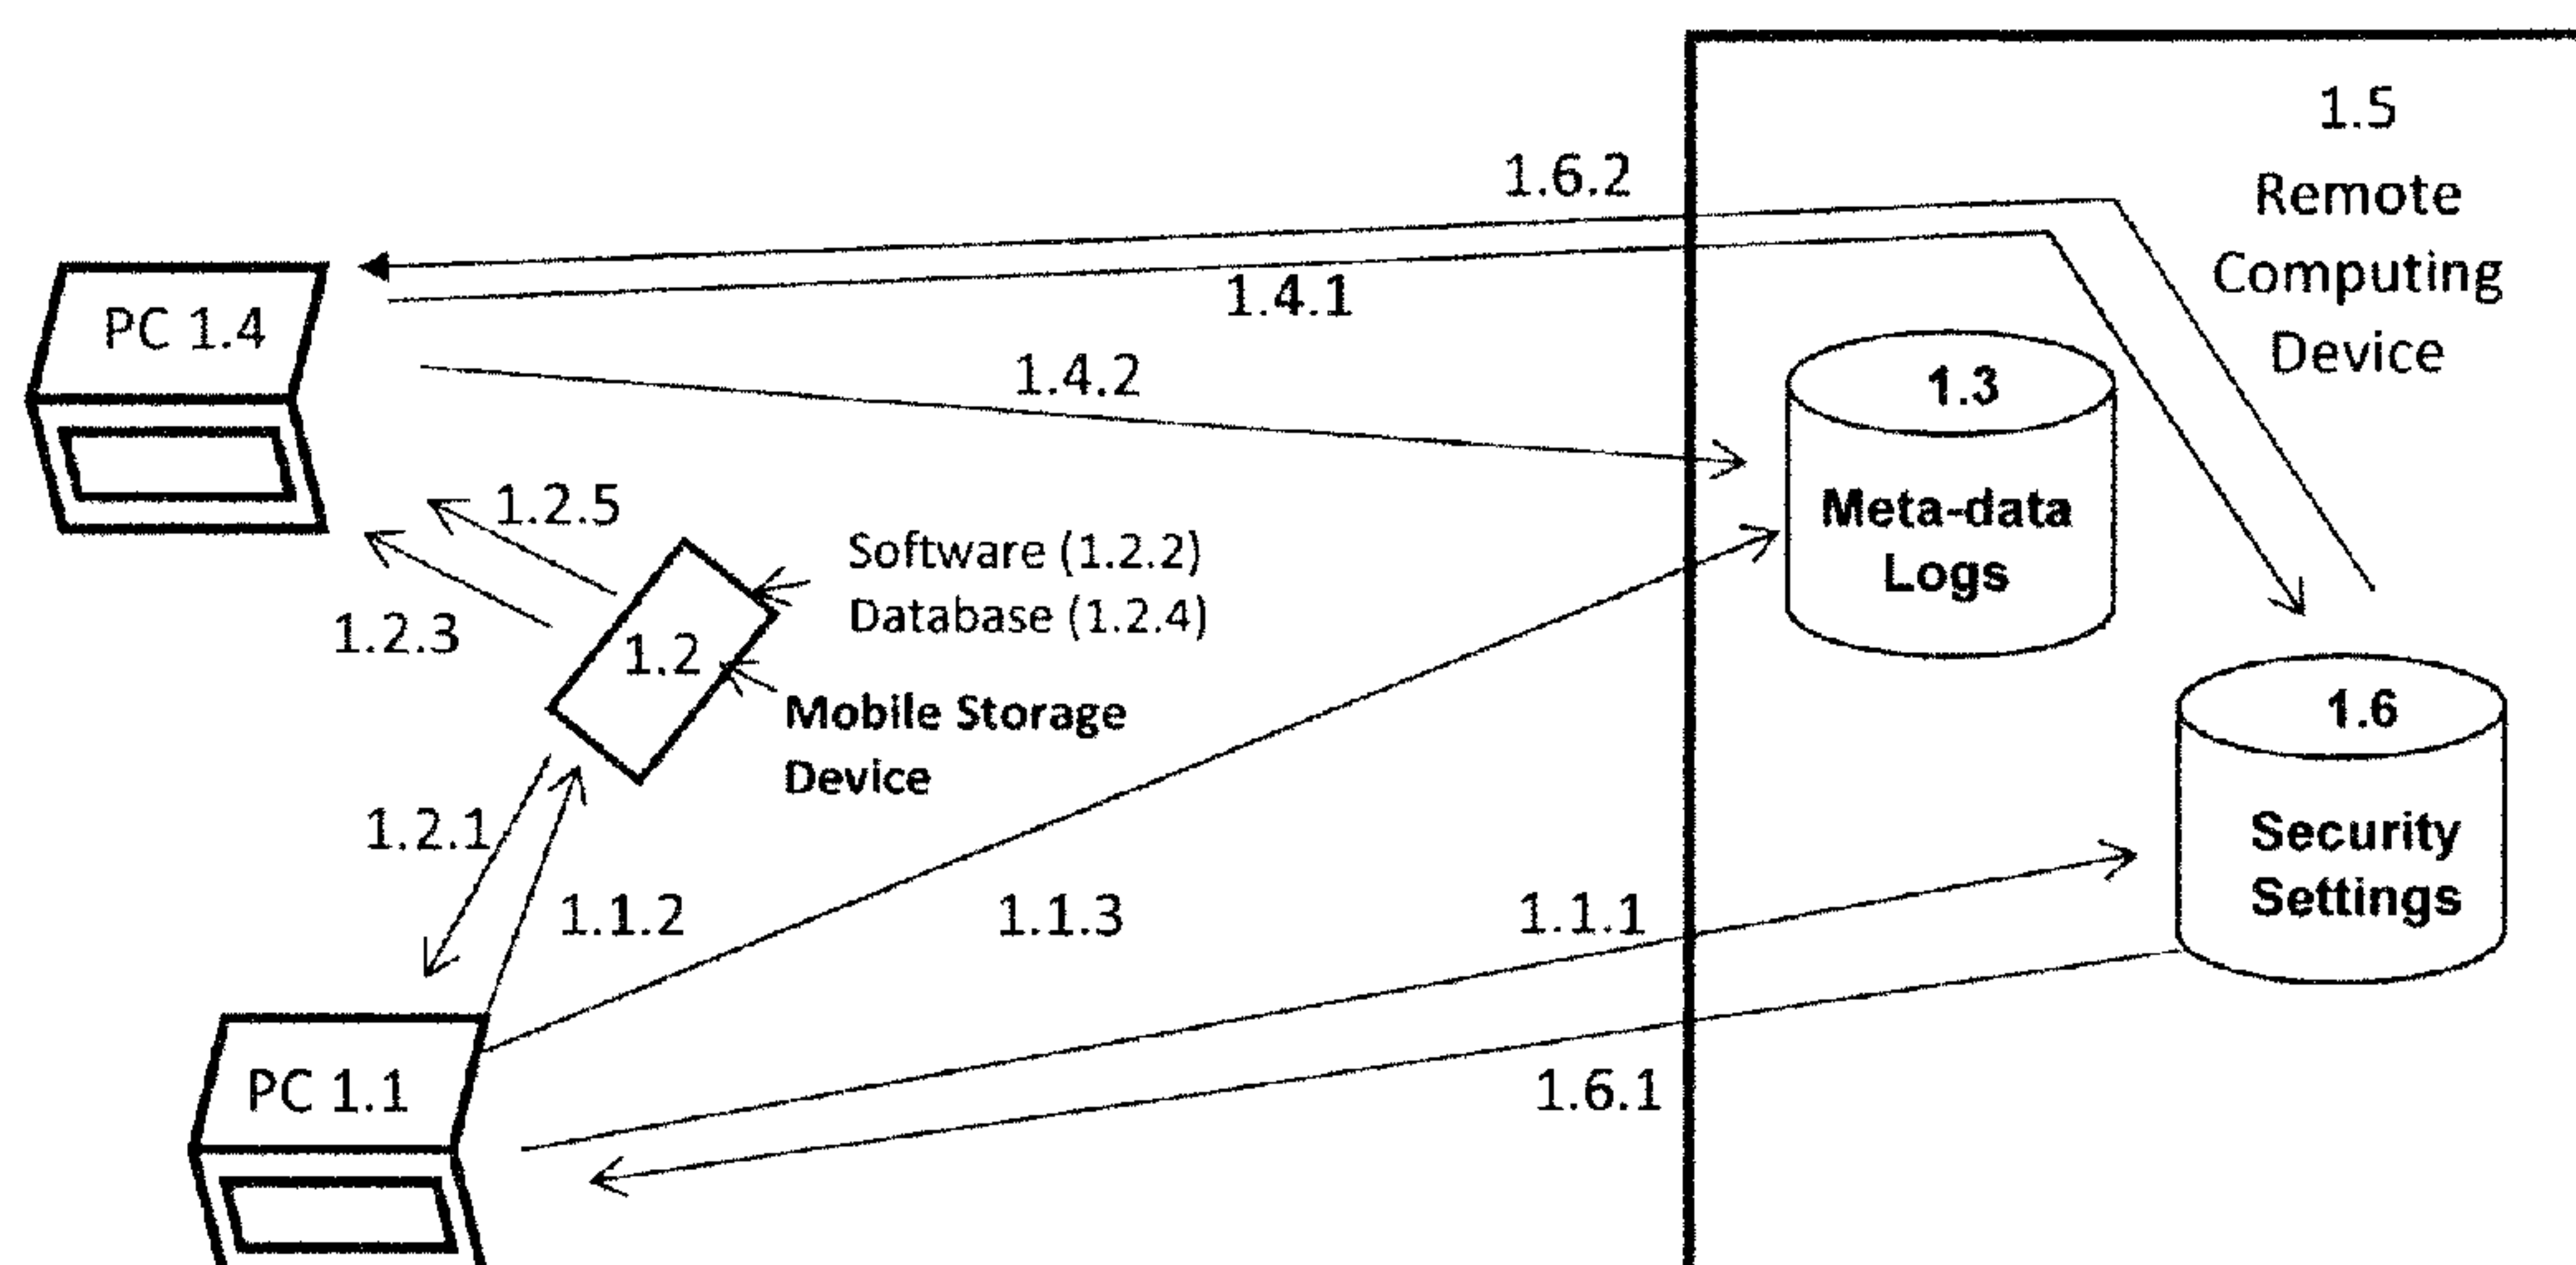 1.5
Remote
Computing
Device
1.6.2
1.4.1
PC 1.4
1.4.2
1.3
Meta-data
Logs
1.2.5
1.2.3
Software (1.2.2)
Database (1.2.4)
1.2
Mobile Storage
Device
1.6
Security
Settings
1.2.1
1.1.2
1.1.3
1.1.1
1.6.1
PC 1.1